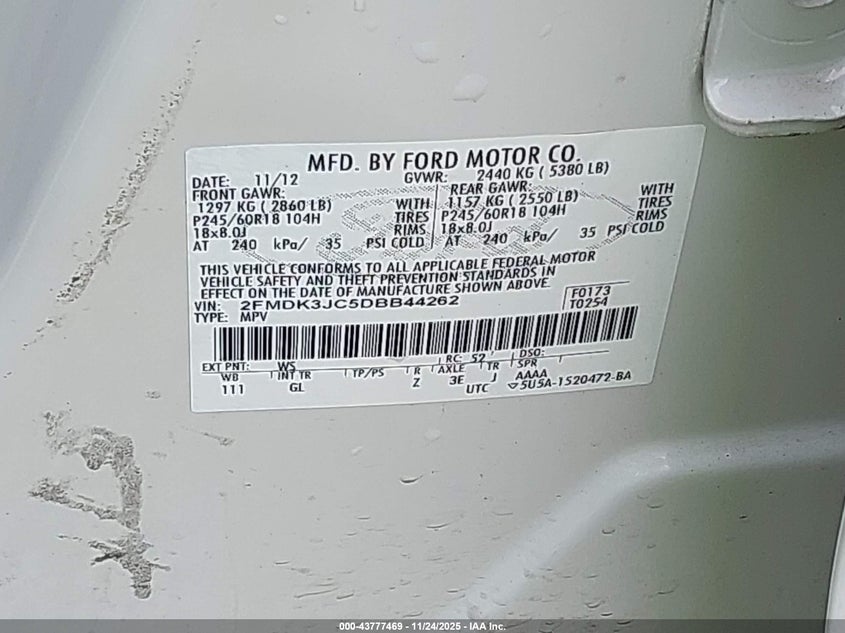 MFD. BY FORD MOTOR CO.
DATE: 11/12 GVWR: 2440 KG ( 5380 LB)
FRONT GAWR: REAR GAWR:
1297 KG ( 2860 LB) WITH 1157 KG ( 2550 LB) WITH
P245/60R18 104H TIRES P245/60R18 104H TIRES
18x8.0J RIMS 18x8.0J RIMS
AT 240 kPa/ 35 PSI COLD AT 240 kPa/ 35 PSI COLD
THIS VEHICLE CONFORMS TO ALL APPLICABLE FEDERAL MOTOR
VEHICLE SAFETY AND THEFT PREVENTION STANDARDS IN
EFFECT ON THE DATE OF MANUFACTURE SHOWN ABOVE.
VIN: 2FMDK3JC5DBB44262 F0173
TYPE: MPV T0254
EXT PNT: WS RC: 52 DSO:
WB INT TR TP/PS R AXLE TR SPR
111 GL Z 3E J AAAA
UTC 5U5A-1520472-BA
000-43777469 - 11/24/2025 - IAA Inc.